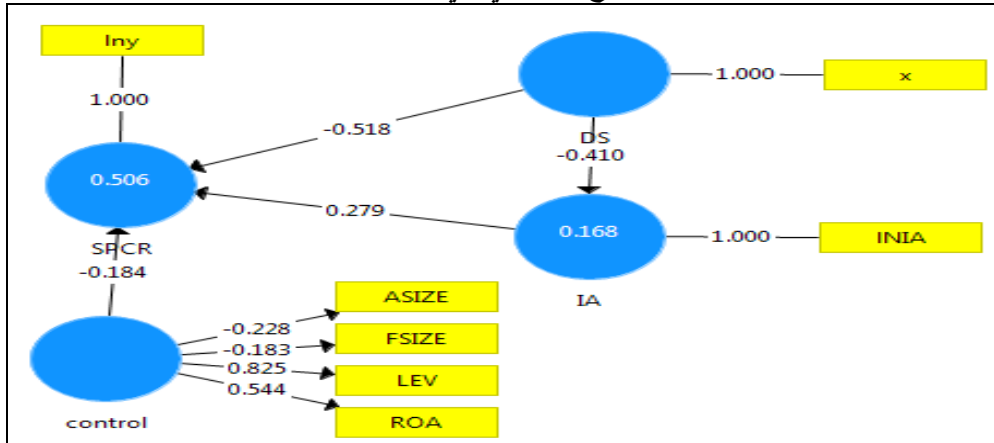 lny
1.000
1.000
x
-0.518
DS
-0.410
0.506
0.279
0.168
1.000
INIA
SPCR
-0.184
IA
ASIZE
-0.228
-0.183
FSIZE
0.825
LEV
0.544
ROA
control